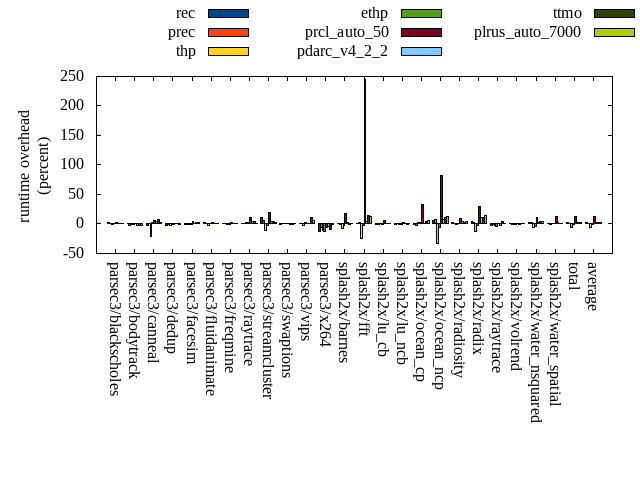 rec
prec
thp
ethp
prcl_auto_50
pdarc_v4_2_2
ttmo
plrus_auto_7000
runtime overhead
(percent)
250
200
150
100
50
0
-50
parsec3/blackscholes
parsec3/bodytrack
parsec3/canneal
parsec3/dedup
parsec3/facesim
parsec3/fluidanimate
parsec3/freqmine
parsec3/raytrace
parsec3/streamcluster
parsec3/swaptions
parsec3/vips
parsec3/x264
splash2x/barnes
splash2x/fft
splash2x/lu_cb
splash2x/lu_ncb
splash2x/ocean_cp
splash2x/ocean_ncp
splash2x/radiosity
splash2x/radix
splash2x/raytrace
splash2x/volrend
splash2x/water_nsquared
splash2x/water_spatial
total
average